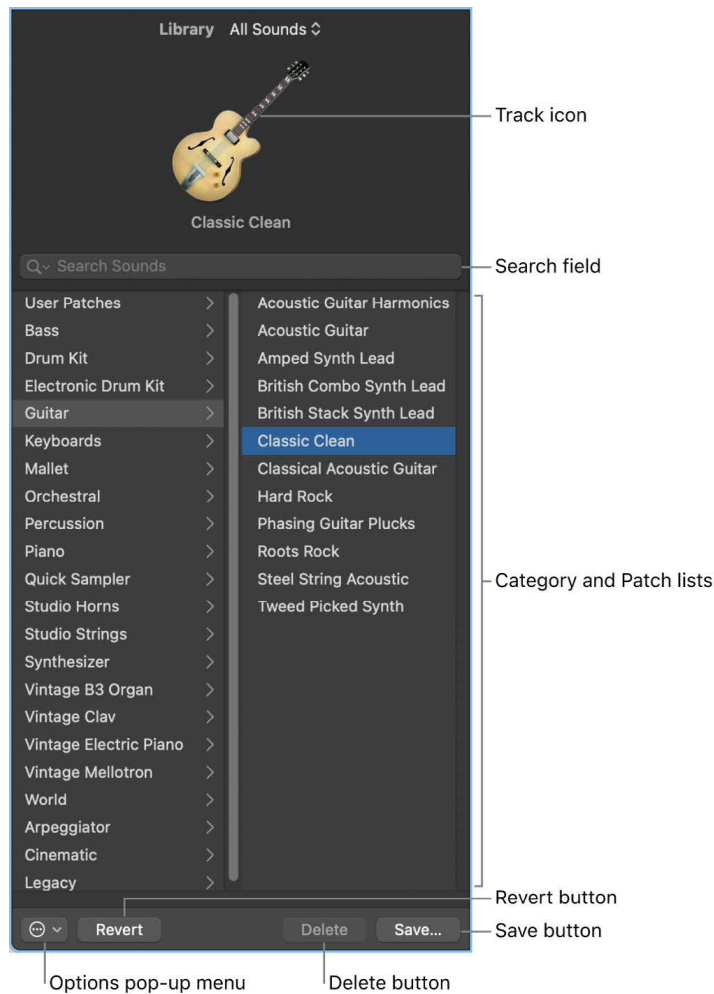 Library All Sounds
Track icon
Classic Clean
Search Sounds
Search field
User Patches
Bass
Drum Kit
Electronic Drum Kit
Guitar
Keyboards
Mallet
Orchestral
Percussion
Piano
Quick Sampler
Studio Horns
Studio Strings
Synthesizer
Vintage B3 Organ
Vintage Clav
Vintage Electric Piano
Vintage Mellotron
World
Arpeggiator
Cinematic
Legacy
Acoustic Guitar Harmonics
Acoustic Guitar
Amped Synth Lead
British Combo Synth Lead
British Stack Synth Lead
Classic Clean
Classical Acoustic Guitar
Hard Rock
Phasing Guitar Plucks
Roots Rock
Steel String Acoustic
Tweed Picked Synth
Category and Patch lists
Revert button
Revert
Delete
Save...
Save button
Options pop-up menu
Delete button